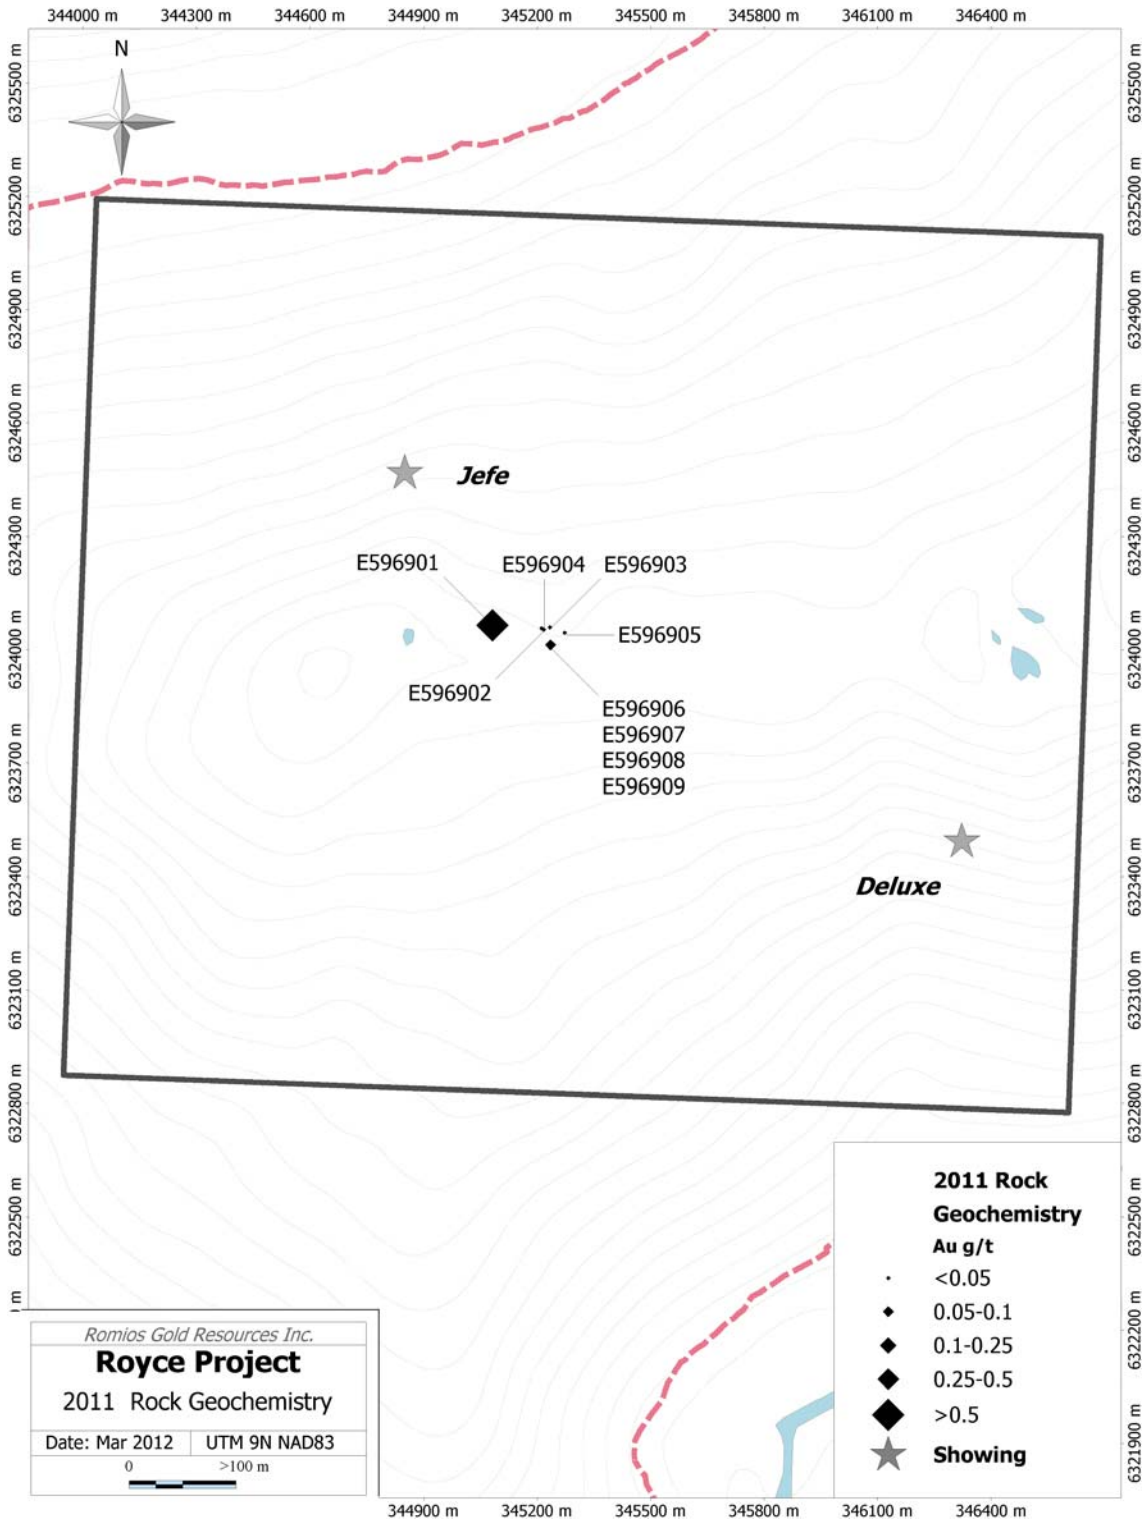 344000 m 344300 m 344600 m 344900 m 345200 m 345500 m 345800 m 346100 m 346400 m
N
6325500 m 6325500 m
6325200 m 6325200 m
6324900 m 6324900 m
6324600 m 6324600 m
Jefe
6324300 m 6324300 m
E596901 E596904 E596903
E596905
6324000 m 6324000 m
E596902
E596906
E596907
E596908
E596909
6323700 m 6323700 m
6323400 m 6323400 m
Deluxe
6323100 m 6323100 m
6322800 m 6322800 m
6322500 m 6322500 m
2011 Rock
Geochemistry
Au g/t
<0.05
0.05-0.1
0.1-0.25
0.25-0.5
>0.5
Showing
6322200 m
6321900 m
m
Romios Gold Resources Inc.
Royce Project
2011 Rock Geochemistry
Date: Mar 2012 UTM 9N NAD83
0 >100 m
344900 m 345200 m 345500 m 345800 m 346100 m 346400 m